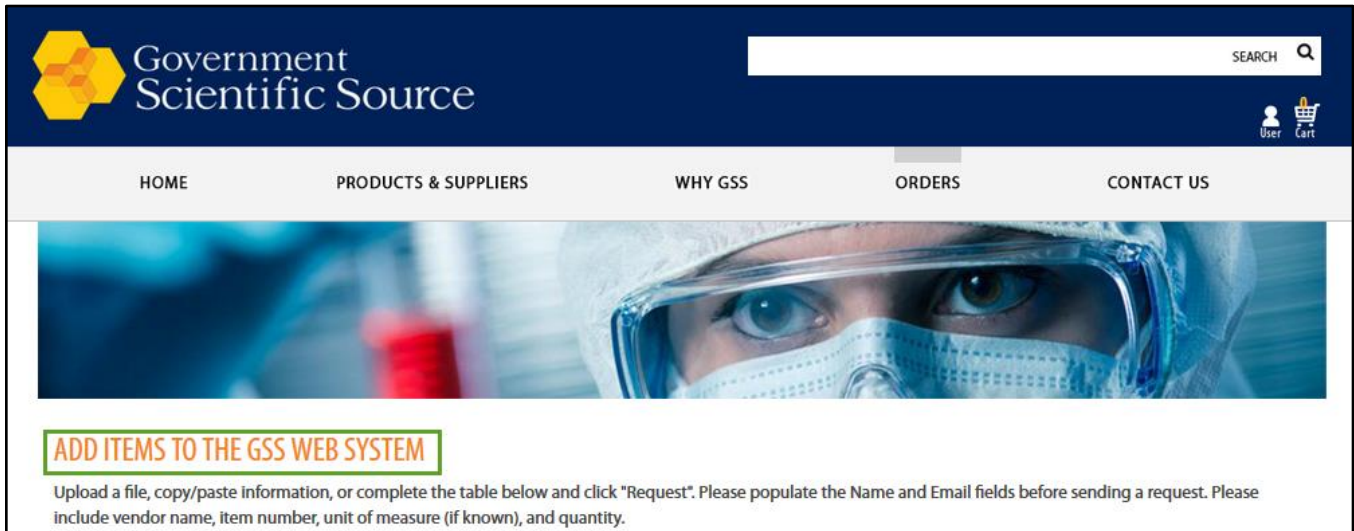 Government
Scientific Source
SEARCH
0
User Cart
HOME PRODUCTS & SUPPLIERS WHY GSS ORDERS CONTACT US
ADD ITEMS TO THE GSS WEB SYSTEM
Upload a file, copy/paste information, or complete the table below and click "Request". Please populate the Name and Email fields before sending a request. Please
include vendor name, item number, unit of measure (if known), and quantity.